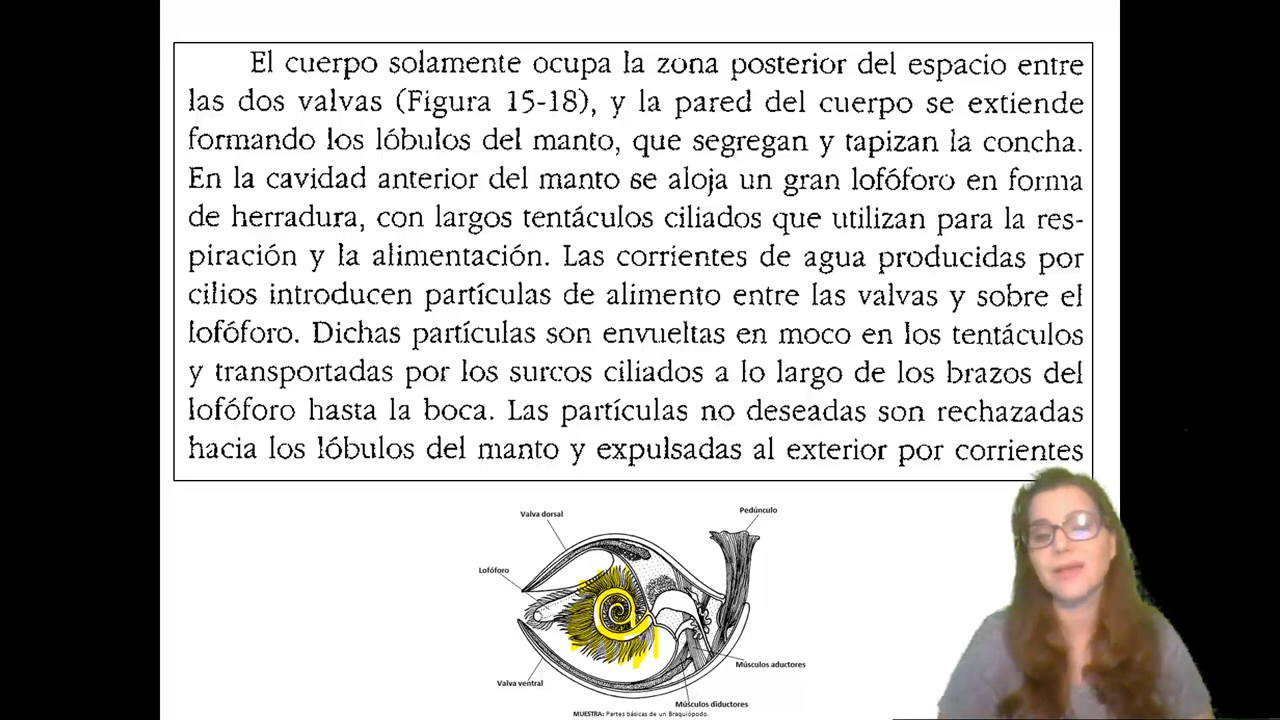 El cuerpo solamente ocupa la zona posterior del espacio entre
las dos valvas (Figura 15-18), y la pared del cuerpo se extiende
formando los lóbulos del manto, que segregan y tapizan la concha.
En la cavidad anterior del manto se aloja un gran lofóforo en forma
de herradura, con largos tentáculos ciliados que utilizan para la res-
piración y la alimentación. Las corrientes de agua producidas por
cilios introducen partículas de alimento entre las valvas y sobre el
lofóforo. Dichas partículas son envueltas en moco en los tentáculos
y transportadas por los surcos ciliados a lo largo de los brazos del
lofóforo hasta la boca. Las partículas no deseadas son rechazadas
hacia los lóbulos del manto y expulsadas al exterior por corrientes
Pedúnculo
Valva dorsal
Lofóforo
Músculos aductores
Valva ventral
Músculos diductores
MUESTRA: Partes básicas de un Braquiópodo.